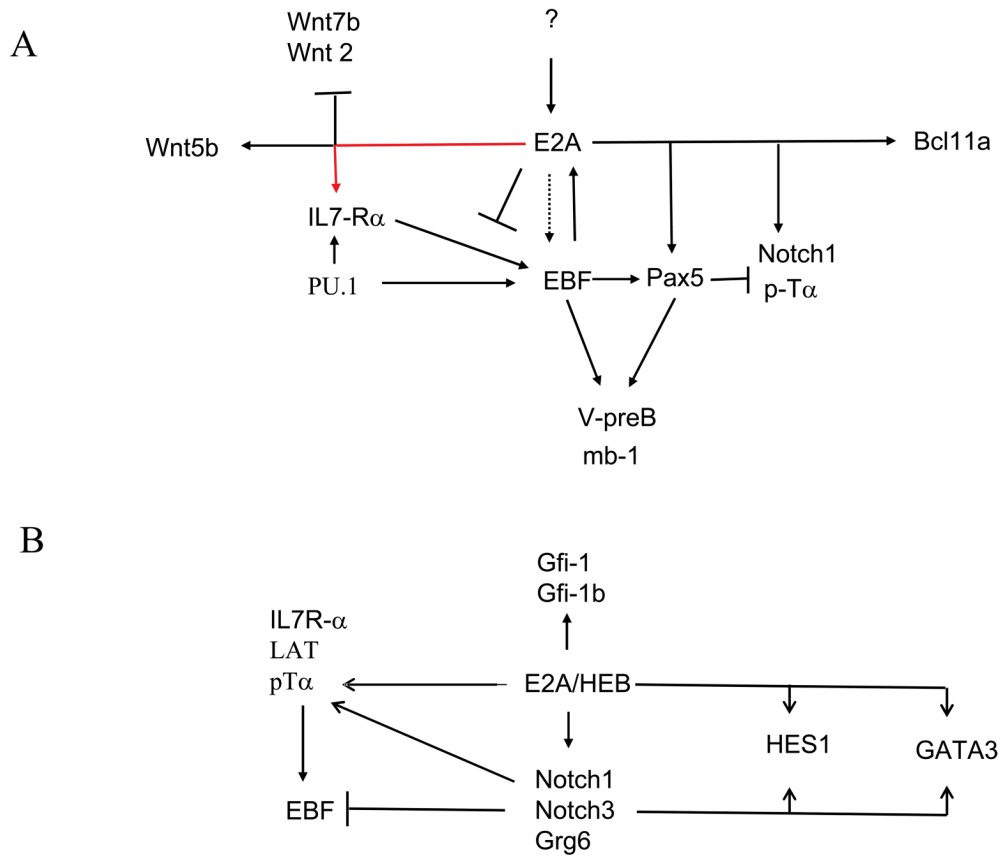 A
Wnt7b
Wnt 2
?
Wnt5b
E2A
Bcl11a
IL7-Rα
Notch1
PU.1
EBF
Pax5
p-Tα
V-preB
mb-1
B
Gfi-1
Gfi-1b
IL7R-α
LAT
pTα
E2A/HEB
HES1
GATA3
Notch1
EBF
Notch3
Grg6